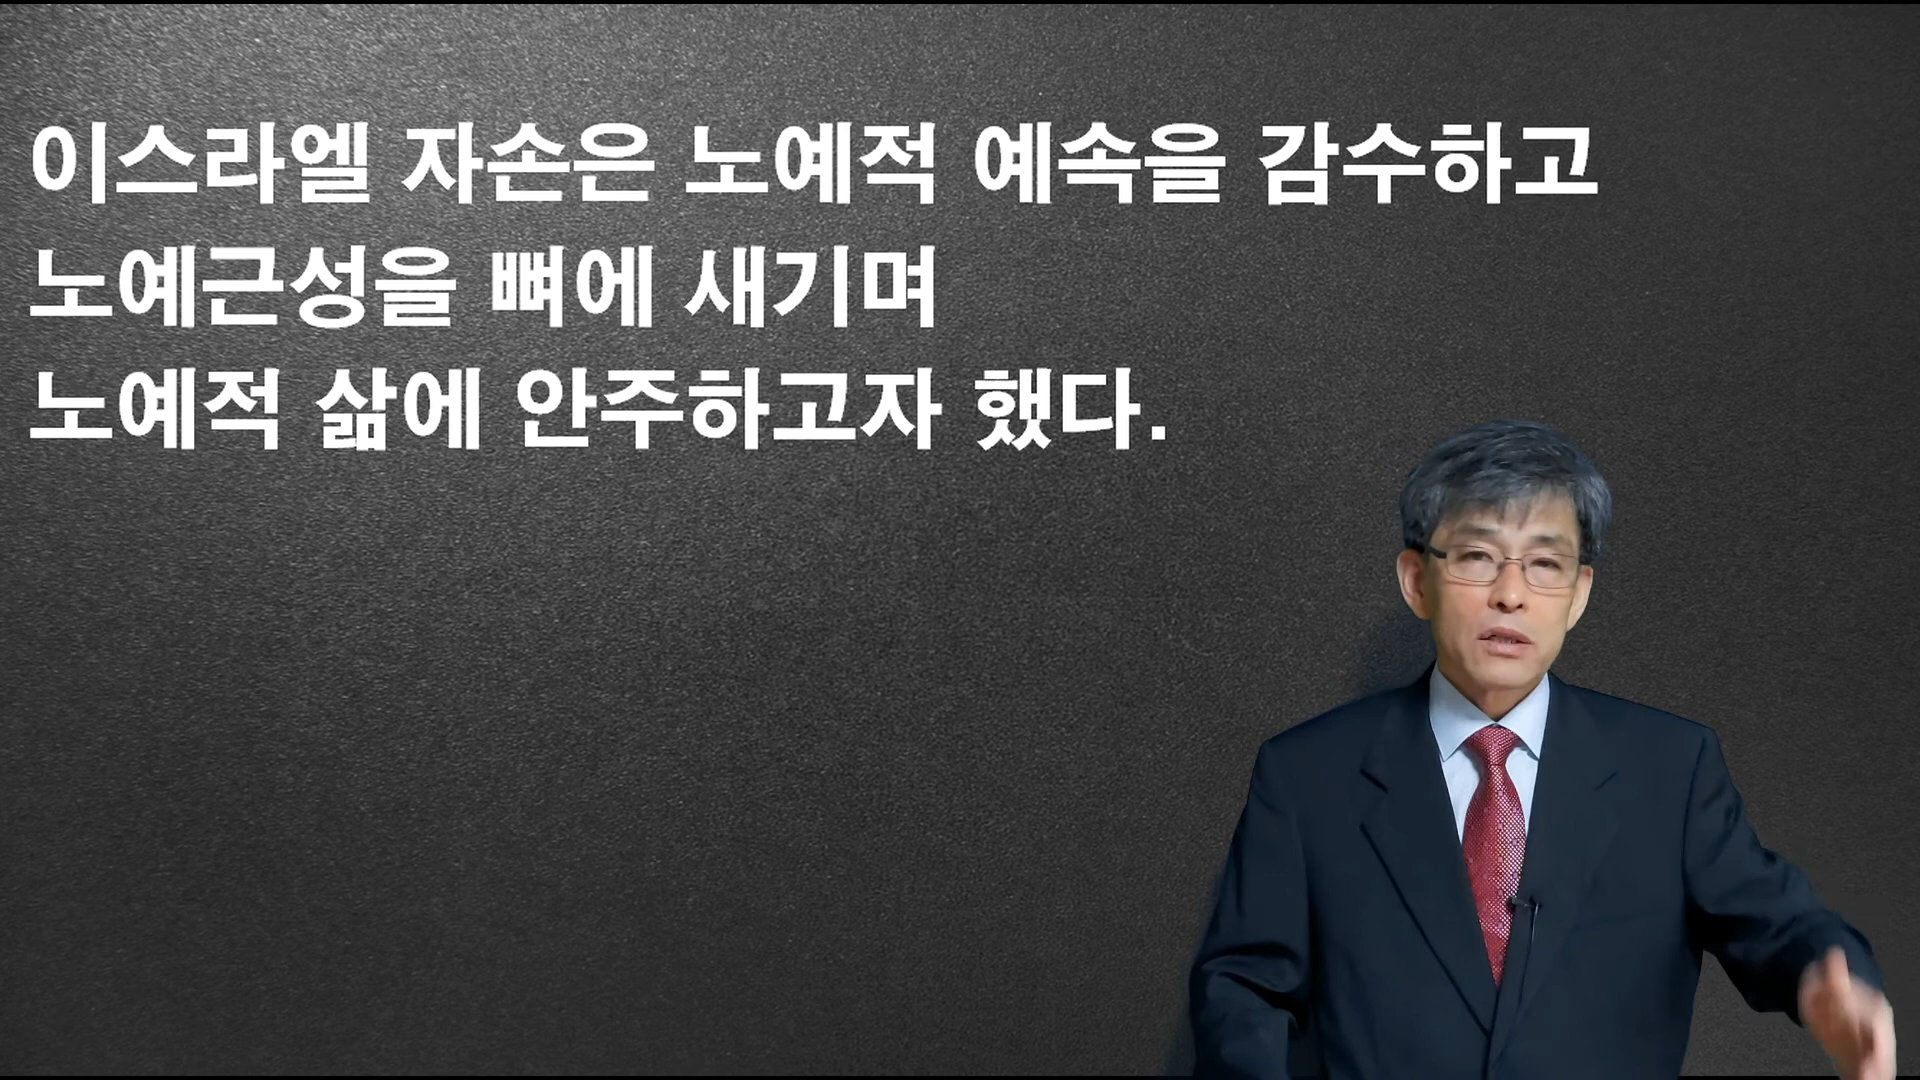 이스라엘 자손은 노예적 예속을 감수하고
노예근성을 뼈에 새기며
노예적 삶에 안주하고자 했다.